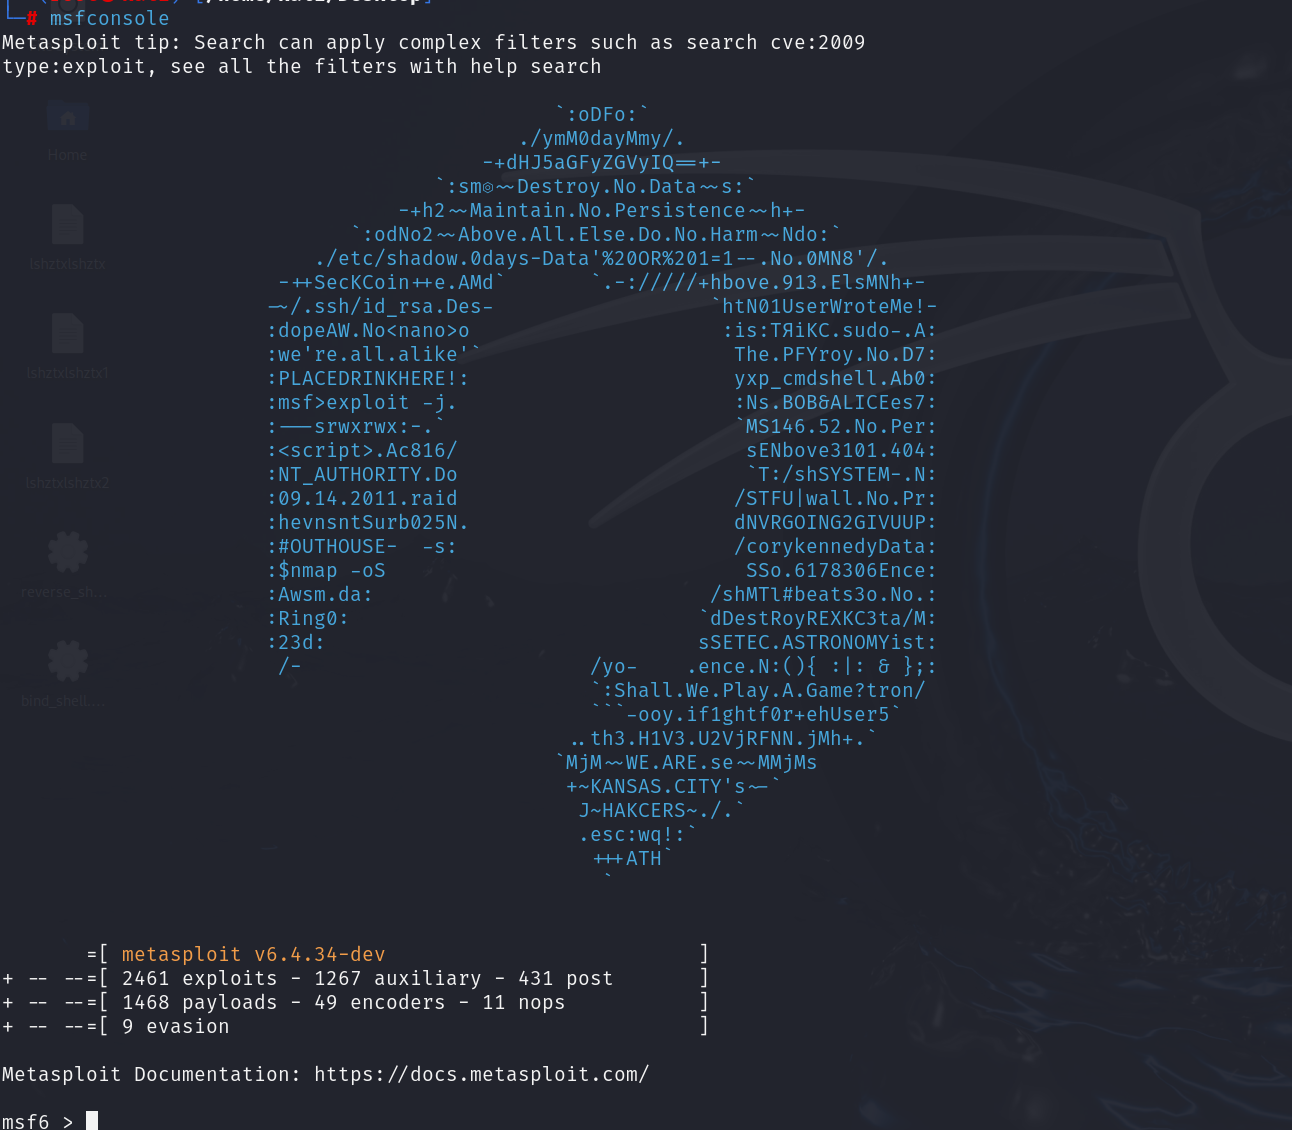 # msfconsole
Metasploit tip: Search can apply complex filters such as search cve:2009
type:exploit, see all the filters with help search
`:oDFo:`
./ymM0dayMmy/.
-+dHJ5aGFyZGVyIQ==+-
`:sm⏣~~Destroy.No.Data~~s:`
-+h2~~Maintain.No.Persistence~~h+-
`:odNo2~~Above.All.Else.Do.No.Harm~~Ndo:`
./etc/shadow.0days-Data'%20OR%201=1--.No.0MN8'/.
-++SecKCoin++e.AMd` `.-://///+hbove.913.ElsMNh+-
-~/.ssh/id_rsa.Des- `htN01UserWroteMe!-
:dopeAW.No<nano>o :is:TЯiKC.sudo-.A:
:we're.all.alike'` The.PFYroy.No.D7:
:PLACEDRINKHERE!: yxp_cmdshell.Ab0:
:msf>exploit -j. :Ns.BOB&ALICEes7:
:---srwxrwx:-.` `MS146.52.No.Per:
:<script>.Ac816/ sENbove3101.404:
:NT_AUTHORITY.Do `T:/shSYSTEM-.N:
:09.14.2011.raid /STFU|wall.No.Pr:
:hevnsntSurb025N. dNVRGOING2GIVUUP:
:#OUTHOUSE- -s: /corykennedyData:
:$nmap -oS SSo.6178306Ence:
:Awsm.da: /shMTl#beats3o.No.:
:Ring0: `dDestRoyREXKC3ta/M:
:23d: sSETEC.ASTRONOMYist:
/- /yo- .ence.N:(){ :|: & };:
`:Shall.We.Play.A.Game?tron/
```-ooy.if1ghtf0r+ehUser5`
..th3.H1V3.U2VjRFNN.jMh+.`
`MjM~~WE.ARE.se~~MMjMs
+~KANSAS.CITY's~-`
J~HAKCERS~./.`
.esc:wq!:`
+++ATH`
`
Home
ishztxishztx
ishztxishztx1
ishztxishztx2
reverse_sh...
bind_shell....
=[ metasploit v6.4.34-dev ]
+ -- --=[ 2461 exploits - 1267 auxiliary - 431 post ]
+ -- --=[ 1468 payloads - 49 encoders - 11 nops ]
+ -- --=[ 9 evasion ]
Metasploit Documentation: https://docs.metasploit.com/
msf6 >